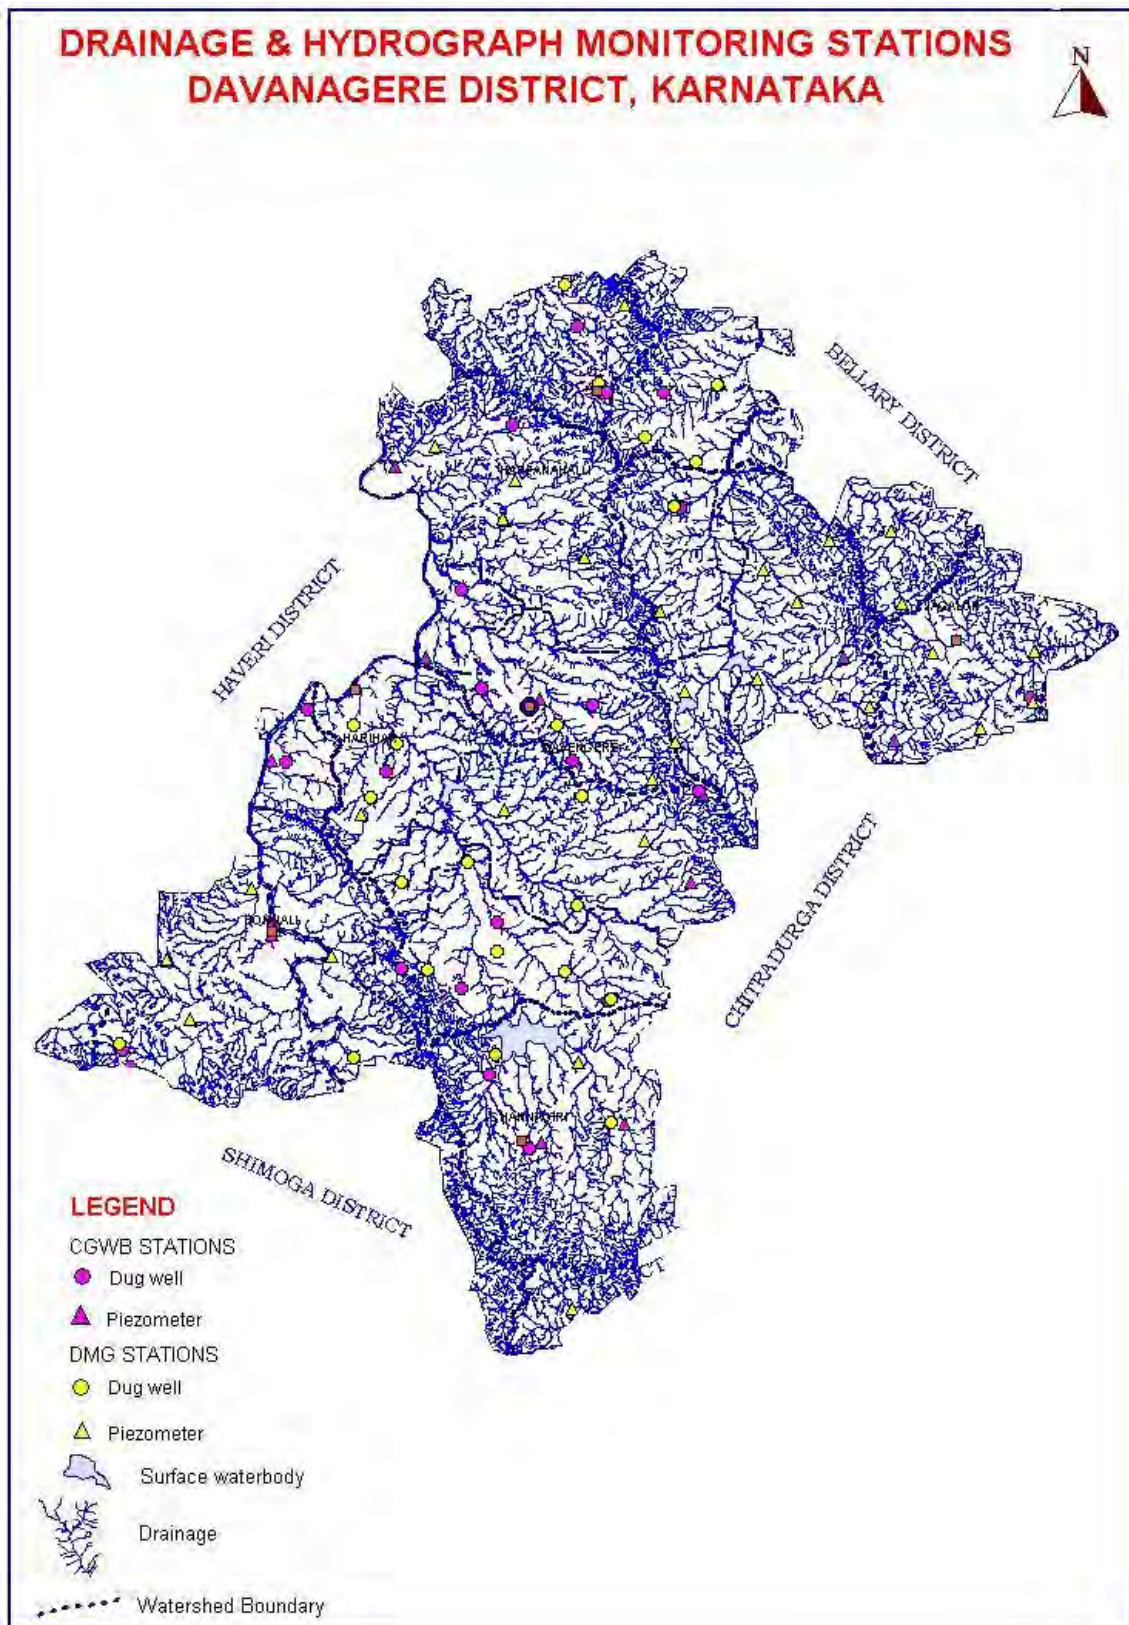 DRAINAGE & HYDROGRAPH MONITORING STATIONS
DAVANAGERE DISTRICT, KARNATAKA
N
BELLARY DISTRICT
HAVERI DISTRICT
CHITRADURGA DISTRICT
SHIMOGA DISTRICT
CT
LEGEND
CGWB STATIONS
Dug well
Piezometer
DMG STATIONS
Dug well
Piezometer
Surface waterbody
Drainage
Watershed Boundary